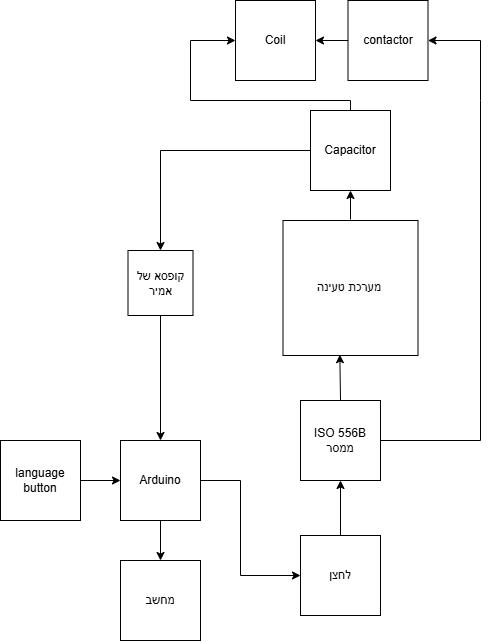 Coil
contactor
Capacitor
קופסא של
אמיר
מערכת טעינה
ISO 556B
ממסר
language
button
Arduino
לחצן
מחשב